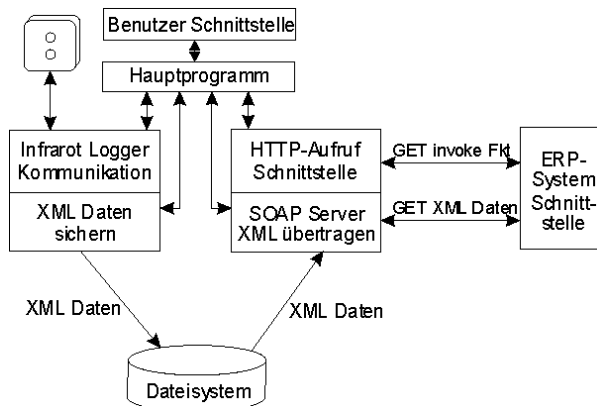 Benutzer Schnittstelle
Hauptprogramm
Infrarot Logger
Kommunikation
XML Daten
sichern
HTTP-Aufruf
Schnittstelle
SOAP Server
XML übertragen
GET invoke Fkt
GET XML Daten
ERP-
System
Schnitt-
stelle
XML Daten
XML Daten
Dateisystem